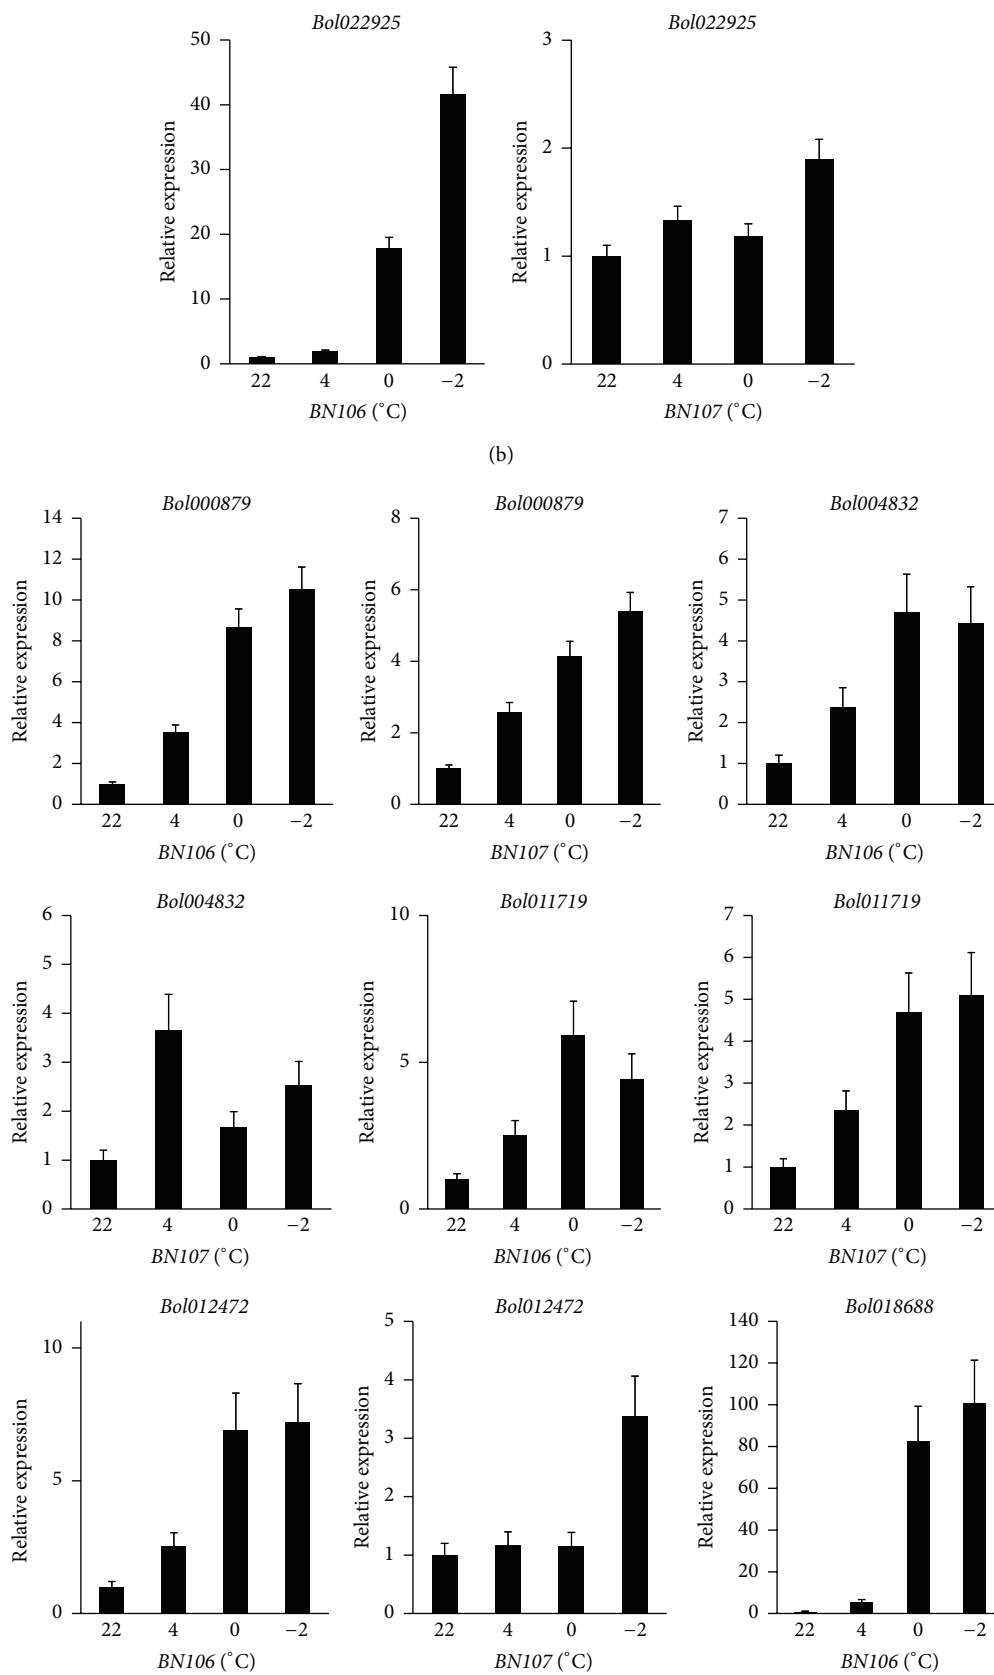 Bol022925
Relative expression
50
40
30
20
10
0
22 4 0 −2
BN106 (˚C)
Bol022925
Relative expression
3
2
1
0
22 4 0 −2
BN107 (˚C)
(b)
Bol000879
Relative expression
14
12
10
8
6
4
2
0
22 4 0 −2
BN106 (˚C)
Bol000879
Relative expression
8
6
4
2
0
22 4 0 −2
BN107 (˚C)
Bol004832
Relative expression
7
6
5
4
3
2
1
0
22 4 0 −2
BN106 (˚C)
Bol004832
Relative expression
6
5
4
3
2
1
0
22 4 0 −2
BN107 (˚C)
Bol011719
Relative expression
10
5
0
22 4 0 −2
BN106 (˚C)
Bol011719
Relative expression
7
6
5
4
3
2
1
0
22 4 0 −2
BN107 (˚C)
Bol012472
Relative expression
10
5
0
22 4 0 −2
BN106 (˚C)
Bol012472
Relative expression
5
4
3
2
1
0
22 4 0 −2
BN107 (˚C)
Bol018688
Relative expression
140
120
100
80
60
40
20
0
22 4 0 −2
BN106 (˚C)